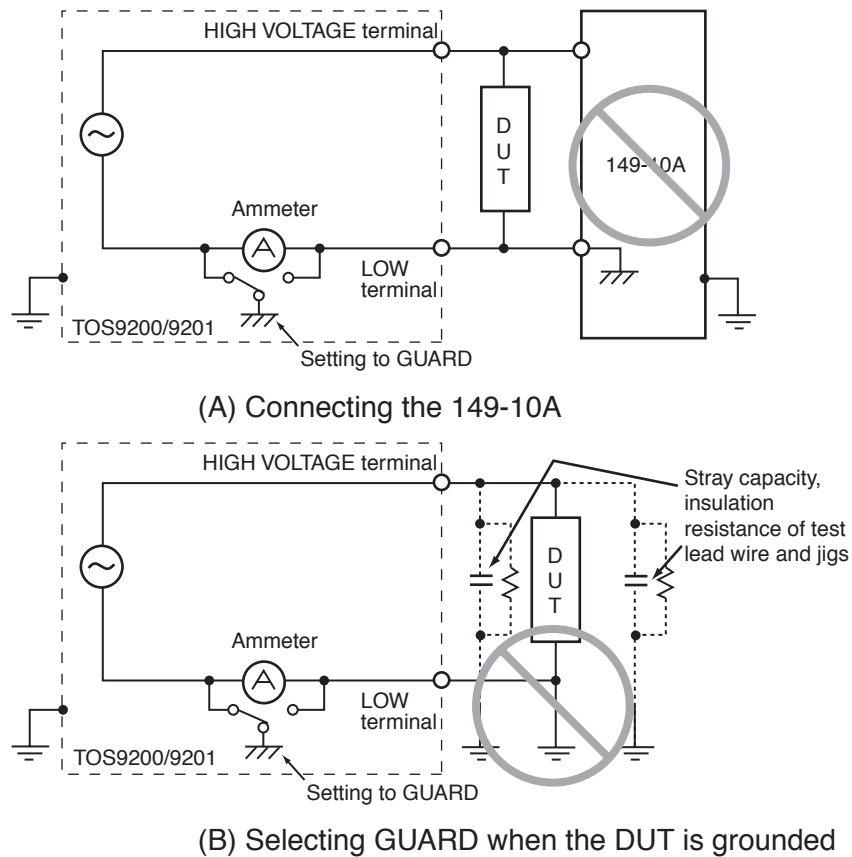 HIGH VOLTAGE terminal
D
U
T
149-10A
Ammeter
A
LOW
terminal
TOS9200/9201
Setting to GUARD
(A) Connecting the 149-10A
HIGH VOLTAGE terminal
Stray capacity,
insulation
resistance of test
lead wire and jigs
D
U
T
Ammeter
A
LOW
terminal
TOS9200/9201
Setting to GUARD
(B) Selecting GUARD when the DUT is grounded